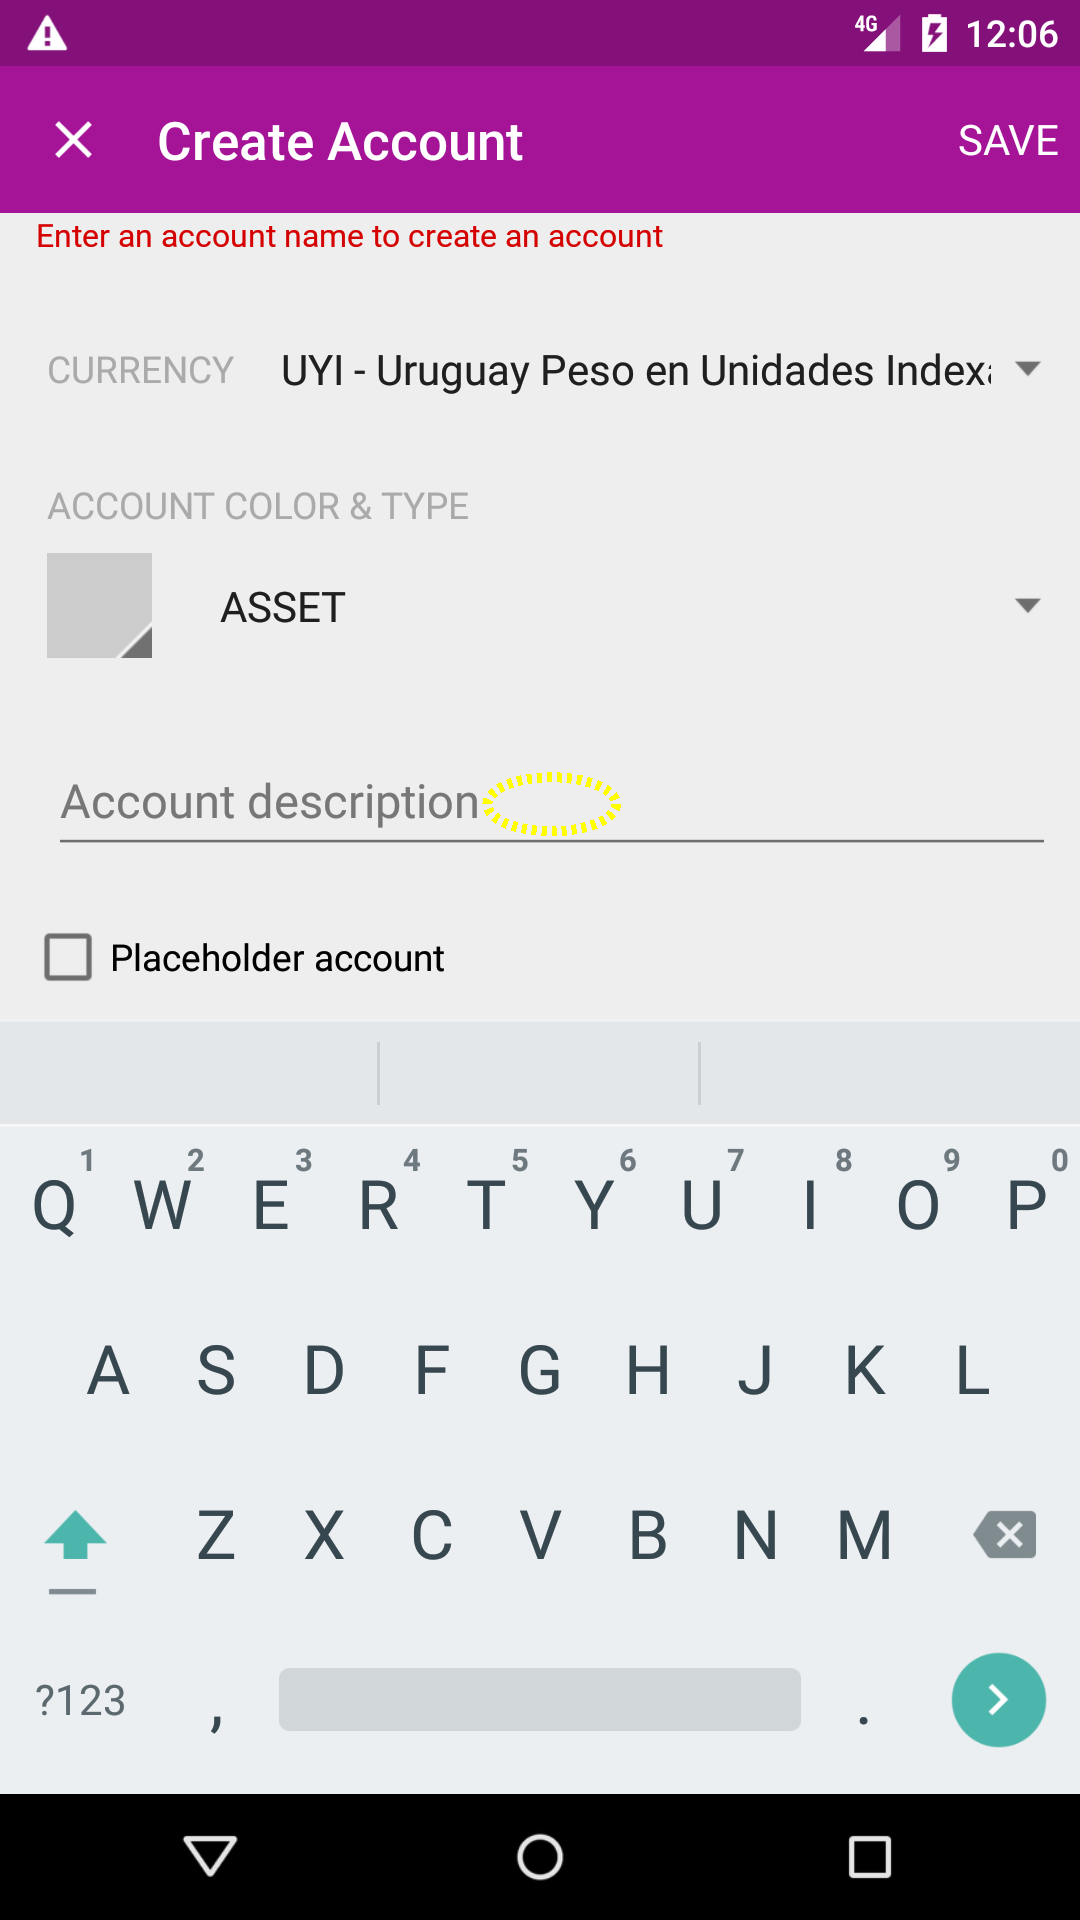 4G 12:06
Create Account SAVE
Enter an account name to create an account
CURRENCY UYI - Uruguay Peso en Unidades Indexa
ACCOUNT COLOR & TYPE
ASSET
Account description
Placeholder account
1 2 3 4 5 6 7 8 9 0
Q W E R T Y U I O P
A S D F G H J K L
Z X C V B N M
?123 , .